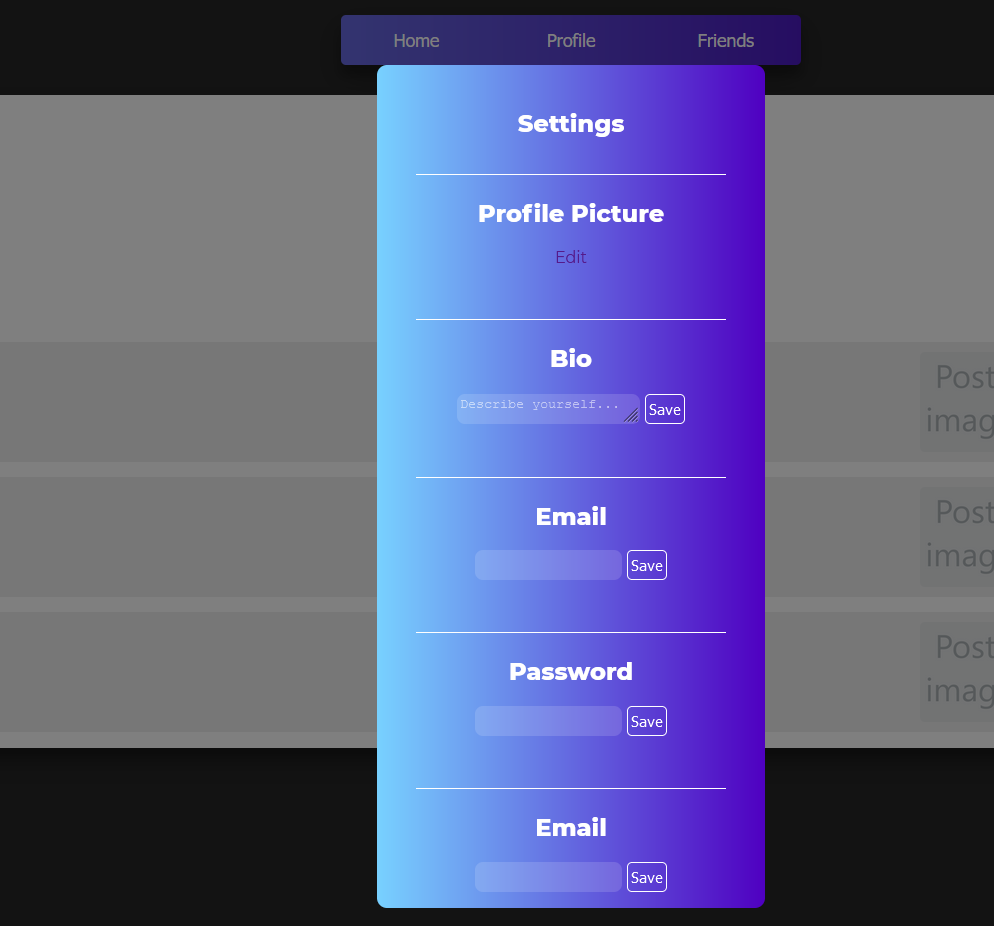 Home Profile Friends
Settings
Profile Picture
Edit
Bio
Describe yourself... Save
Post
imag
Email
Save
Post
imag
Password
Save
Post
imag
Email
Save